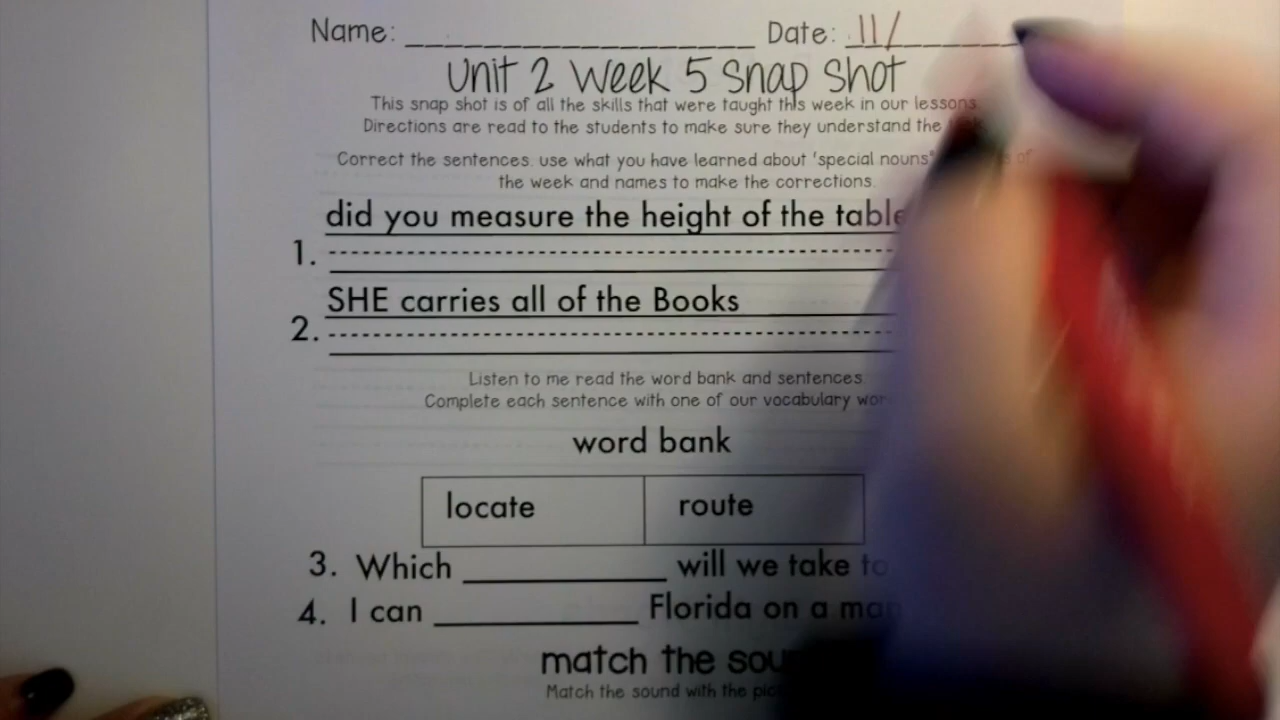 Name: ___________________ Date: 11/
Unit 2 Week 5 Snap Shot
This snap shot is of all the skills that were taught this week in our lessons.
Directions are read to the students to make sure they understand the
Correct the sentences. use what you have learned about 'special nouns' of
the week and names to make the corrections.
did you measure the height of the table
1.
SHE carries all of the Books
2.
Listen to me read the word bank and sentences.
Complete each sentence with one of our vocabulary
word bank
locate route
3. Which ____________ will we take to
4. I can ____________ Florida on a
match the
Match the sound with the